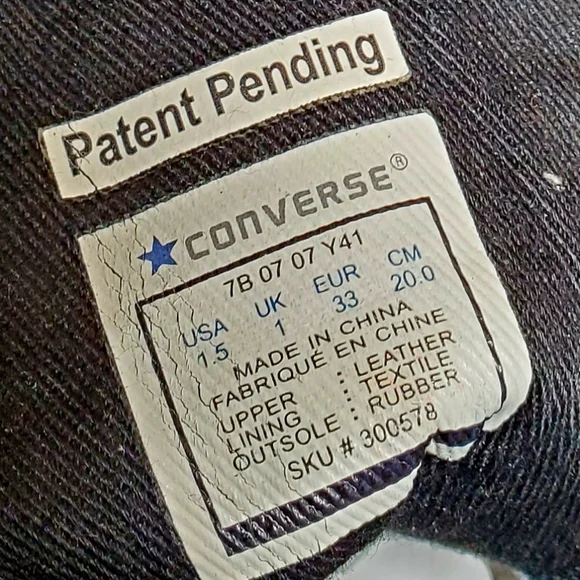 Patent Pending
CONVERSE®
7B 07 07 Y41
USA UK EUR CM
1.5 1 33 20.0
MADE IN CHINA
FABRIQUÉ EN CHINE
UPPER : LEATHER
LINING : TEXTILE
OUTSOLE : RUBBER
SKU # 300578